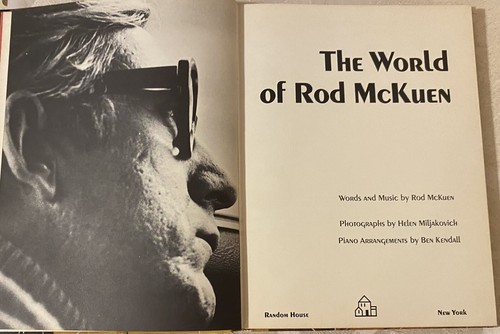 The World
of Rod McKuen
Words and Music by Rod McKuen
Photographs by Helen Miljakovich
Piano Arrangements by Ben Kendall
Random House
New York